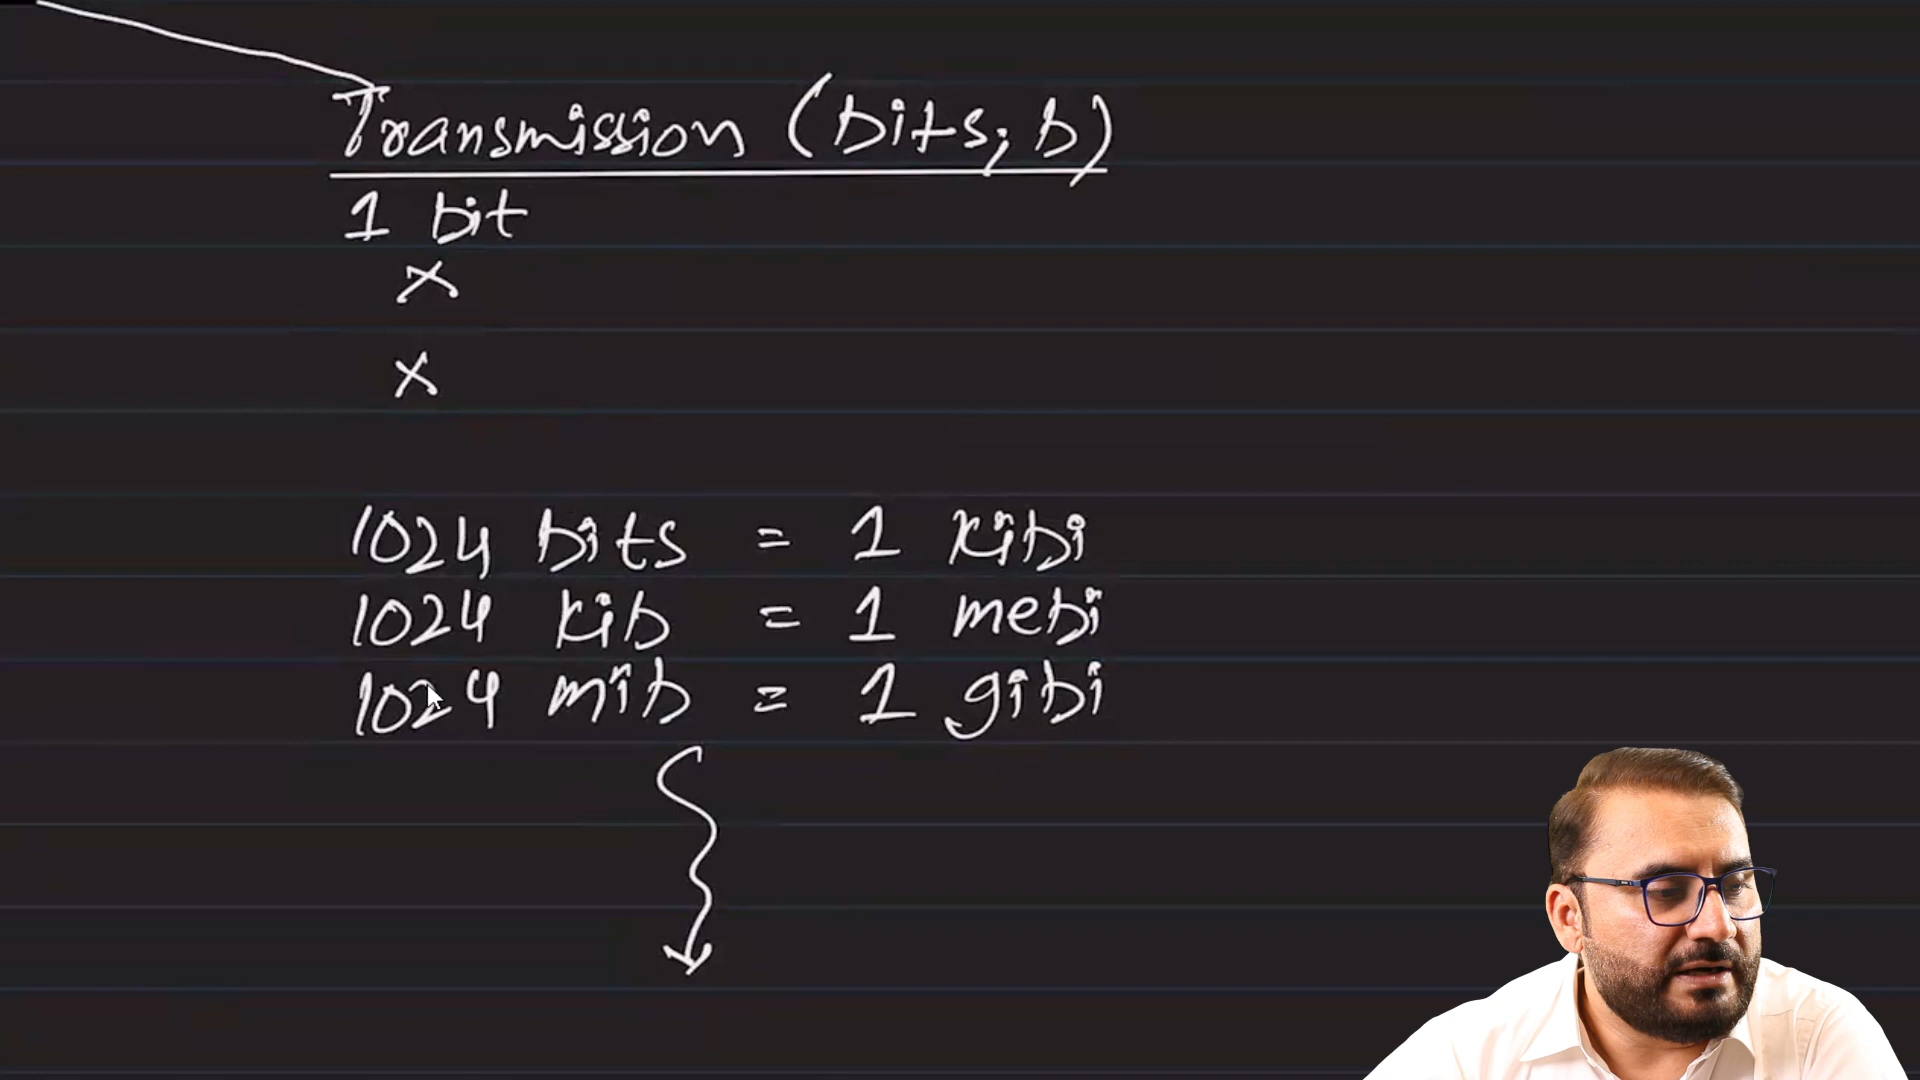 Transmission (bits; b)
1 bit
x
x
1024 bits = 1 kibi
1024 kib = 1 mebi
1024 mib = 1 gibi